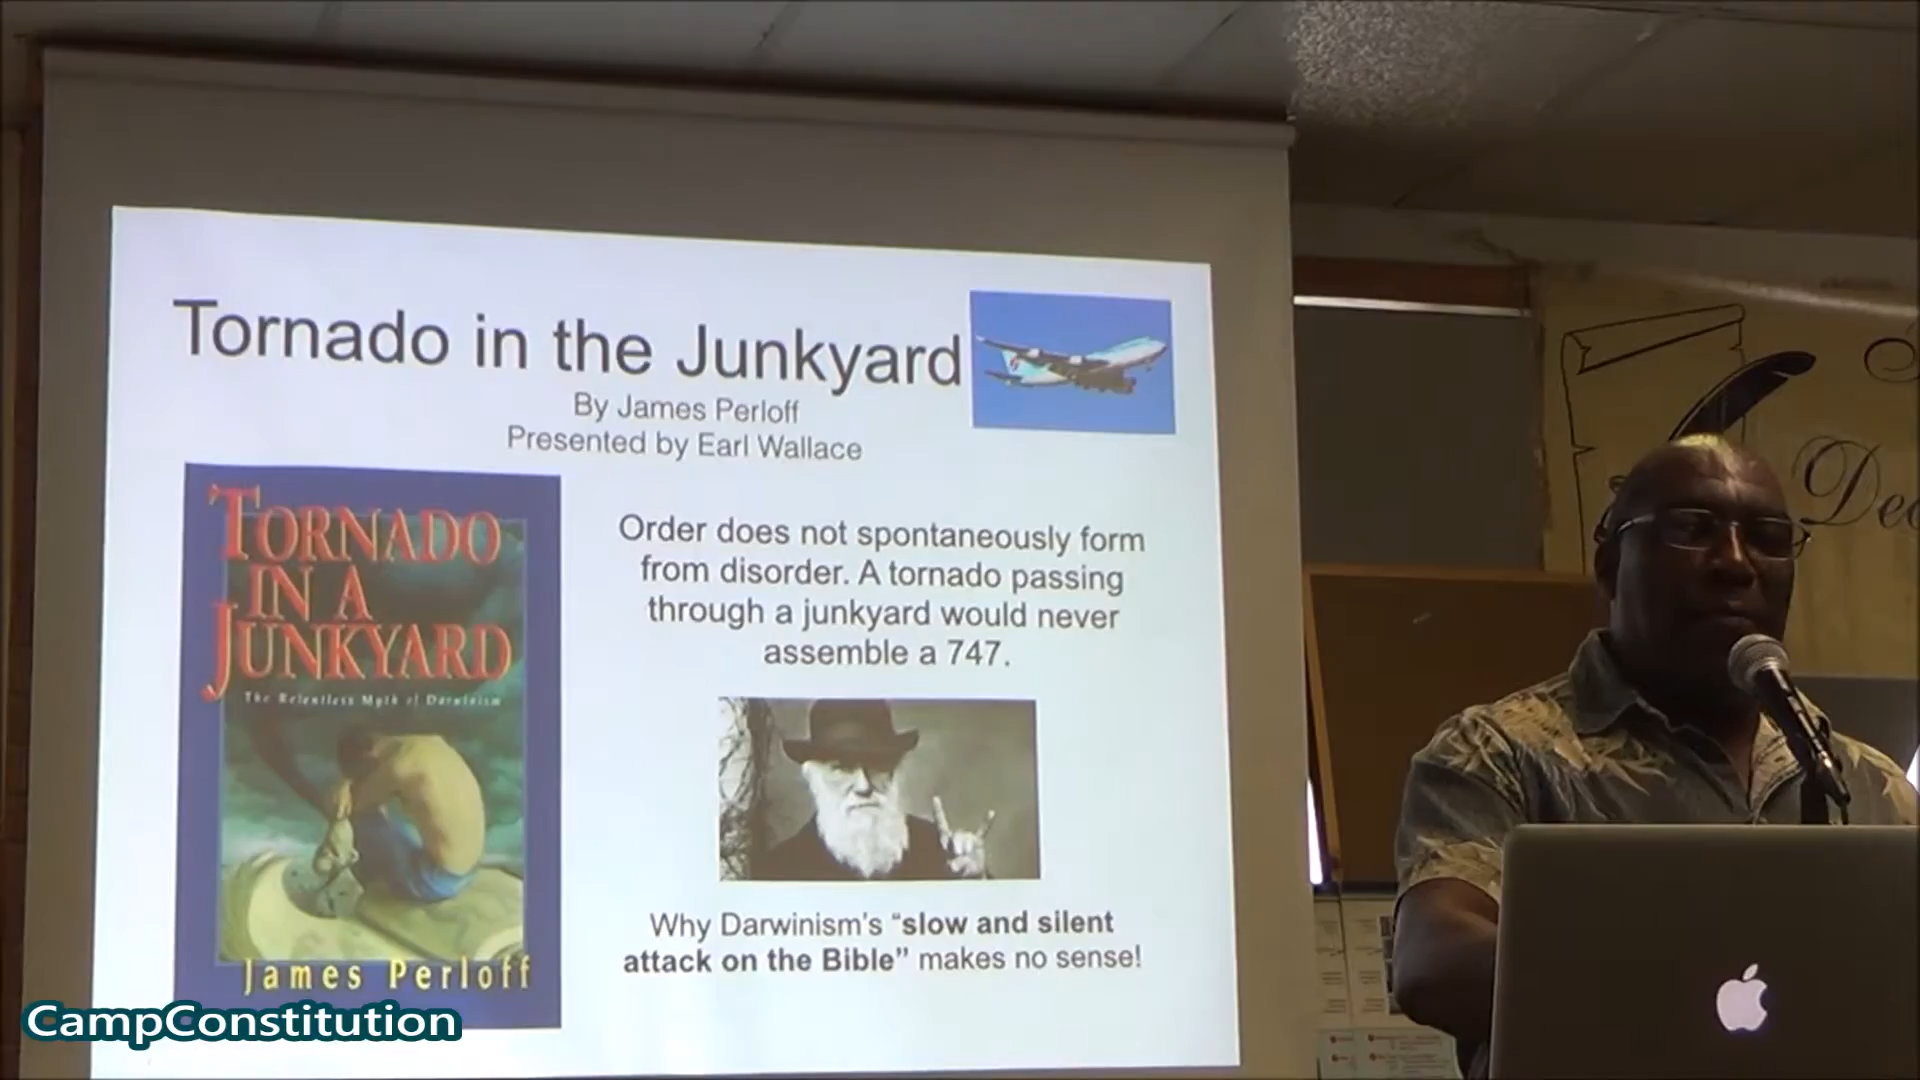 Tornado in the Junkyard
By James Perloff
Presented by Earl Wallace
TORNADO
IN A
JUNKYARD
The Relentless Myth of Darwinism
James Perloff
Order does not spontaneously form
from disorder. A tornado passing
through a junkyard would never
assemble a 747.
Why Darwinism's “slow and silent
attack on the Bible” makes no sense!
Dec
CampConstitution